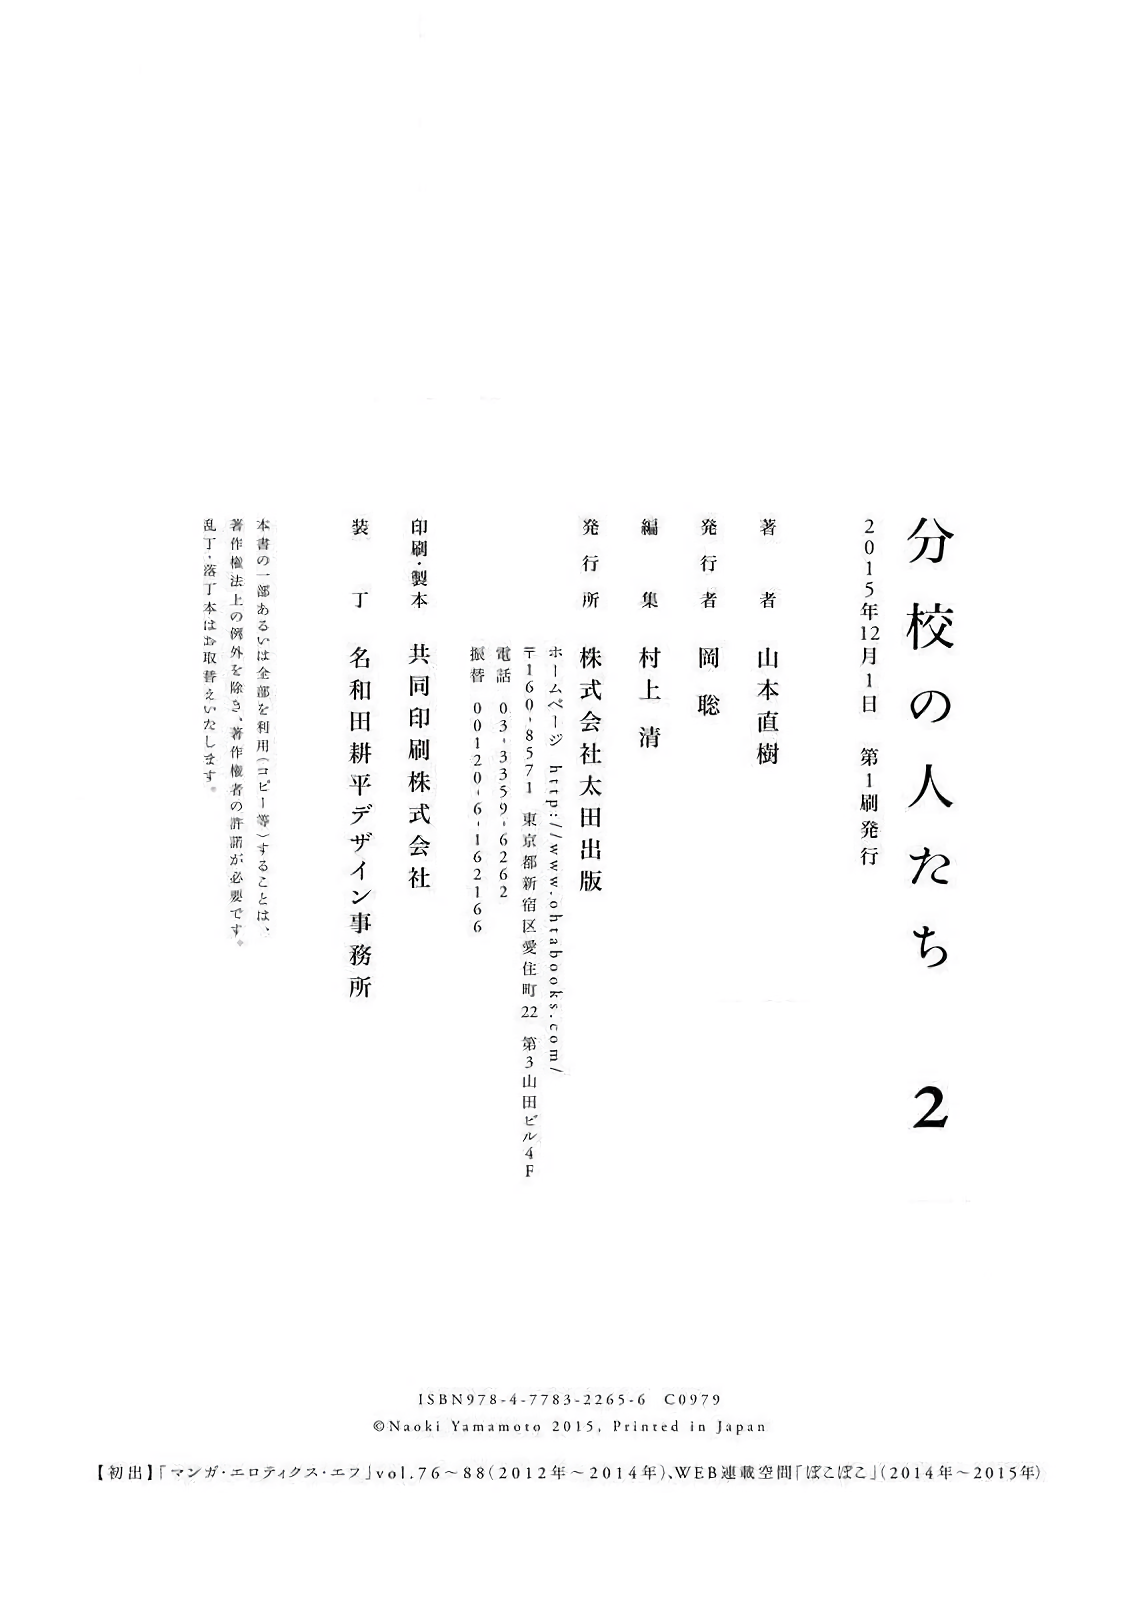 分校の人たち　2
2015年12月1日　第1刷発行
著者　山本直樹
発行者　岡　聡
編集　村上　清
発行所　株式会社太田出版
ホームページ　http://www.ohtabooks.com/
〒160-8571　東京都新宿区愛住町22　第3山田ビル4F
電話　03-3359-6262
振替　00120-6-162166
印刷・製本　共同印刷株式会社
装丁　名和田耕平デザイン事務所
本書の一部あるいは全部を利用（コピー等）することは、
著作権法上の例外を除き、著作権者の許諾が必要です。
乱丁・落丁本はお取替えいたします。
ISBN978-4-7783-2265-6　C0979
©Naoki Yamamoto 2015, Printed in Japan
【初出】「マンガ・エロティクス・エフ」vol.76～88（2012年～2014年）、WEB連載空間「ぽこぽこ」（2014年～2015年）